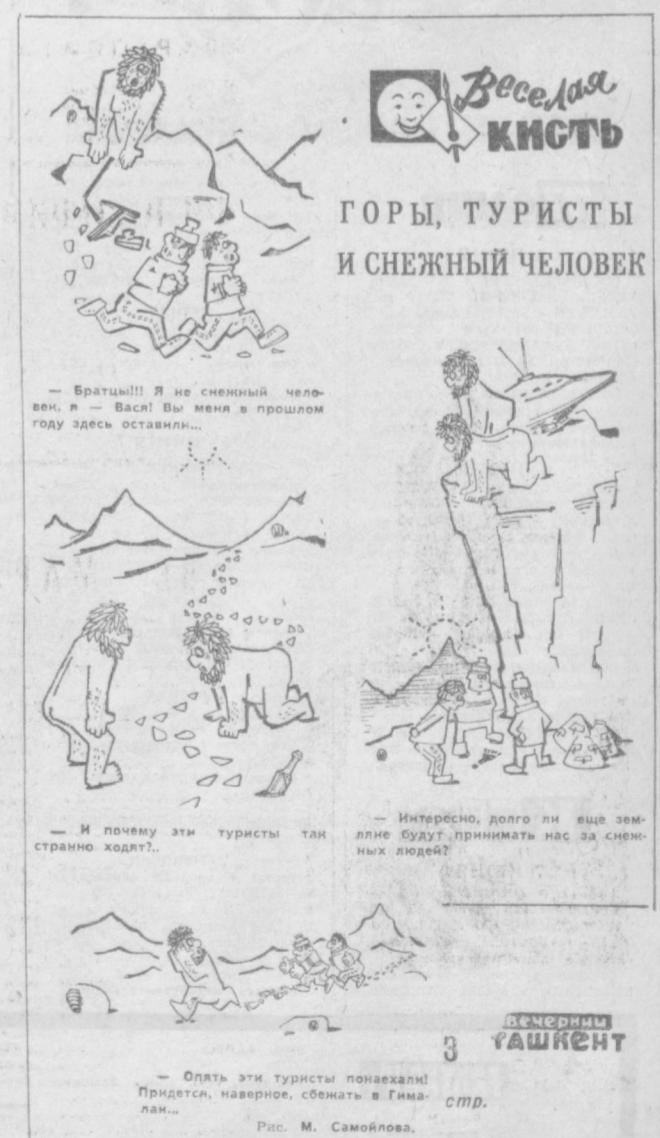 Веселая
кисть
ГОРЫ, ТУРИСТЫ
И СНЕЖНЫЙ ЧЕЛОВЕК
— Братцы!!! Я не снежный чело-
век, я — Вася! Вы меня в прошлом
году здесь оставили...
— И почему эти туристы так
странно ходят?..
— Интересно, долго ли еще зем-
ляне будут принимать нас за снеж-
ных людей?
— Опять эти туристы понаехали!
Придется, наверное, сбежать в Гима-
лаи...
Рис. М. Самойлова.
3
стр.
вечерний
ташкент